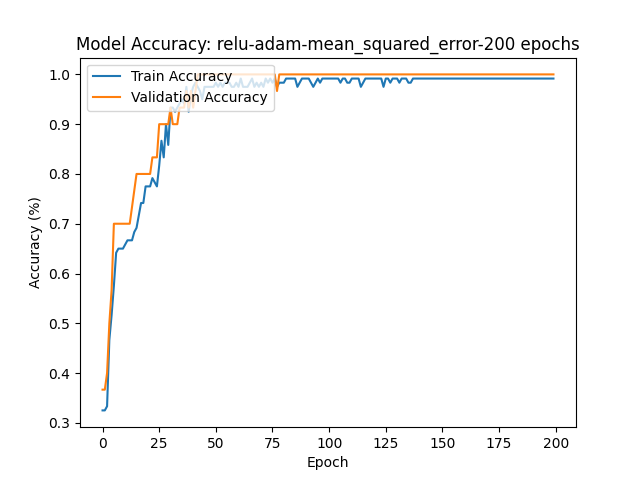 Model Accuracy: relu-adam-mean_squared_error-200 epochs
Train Accuracy
Validation Accuracy
Accuracy (%)
1.0
0.9
0.8
0.7
0.6
0.5
0.4
0.3
0 25 50 75 100 125 150 175 200
Epoch